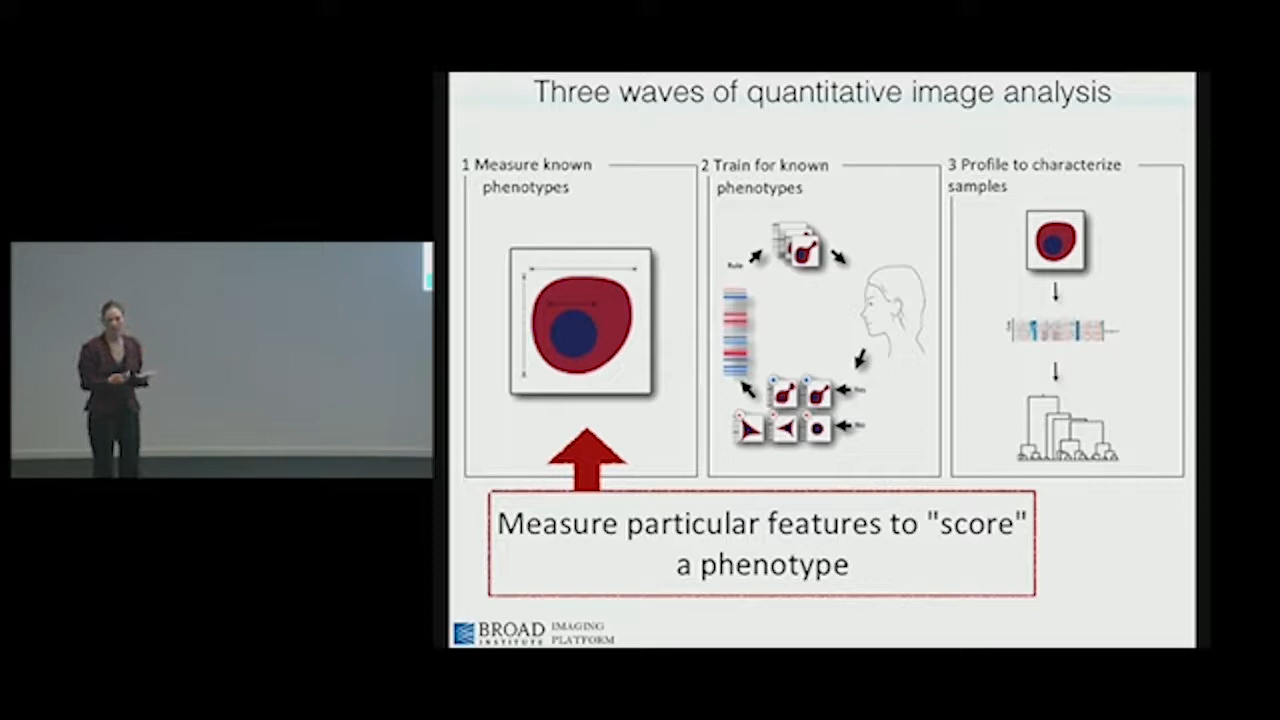 Three waves of quantitative image analysis
1 Measure known
phenotypes
2 Train for known
phenotypes
3 Profile to characterize
samples
Rule
Measure particular features to "score"
a phenotype
BROAD
INSTITUTE
IMAGING
PLATFORM